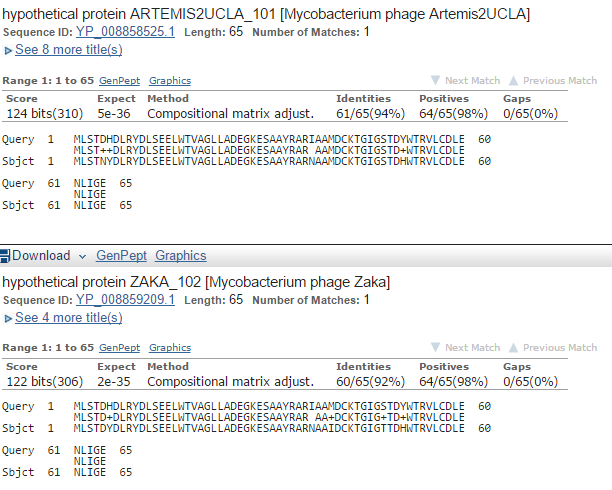 hypothetical protein ARTEMIS2UCLA_101 [Mycobacterium phage Artemis2UCLA]
Sequence ID: YP_008858525.1 Length: 65 Number of Matches: 1
See 8 more title(s)
Range 1: 1 to 65 GenPept Graphics Next Match Previous Match
Score Expect Method Identities Positives Gaps
124 bits(310) 5e-36 Compositional matrix adjust. 61/65(94%) 64/65(98%) 0/65(0%)
Query 1 MLSTDHDLRYDLSEELWTVAGLLADEGKESAAYRARIAAMDCKTGIGSTDYWTRVLCDLE 60
MLST++DLRYDLSEELWTVAGLLADEGKESAAYRAR AAMDCKTGIGSTD+WTRVLCDLE
Sbjct 1 MLSTNYDLRYDLSEELWTVAGLLADEGKESAAYRARNAAMDCKTGIGSTDHWTRVLCDLE 60
Query 61 NLIGE 65
NLIGE
Sbjct 61 NLIGE 65
Download GenPept Graphics
hypothetical protein ZAKA_102 [Mycobacterium phage Zaka]
Sequence ID: YP_008859209.1 Length: 65 Number of Matches: 1
See 4 more title(s)
Range 1: 1 to 65 GenPept Graphics Next Match Previous Match
Score Expect Method Identities Positives Gaps
122 bits(306) 2e-35 Compositional matrix adjust. 60/65(92%) 64/65(98%) 0/65(0%)
Query 1 MLSTDHDLRYDLSEELWTVAGLLADEGKESAAYRARIAAMDCKTGIGSTDYWTRVLCDLE 60
MLSTD+DLRYDLSEELWTVAGLLADEGKESAAYRAR AA+DCKTGIG+TD+WTRVLCDLE
Sbjct 1 MLSTDYDLRYDLSEELWTVAGLLADEGKESAAYRARNAAIDCKTGIGTTDHWTRVLCDLE 60
Query 61 NLIGE 65
NLIGE
Sbjct 61 NLIGE 65